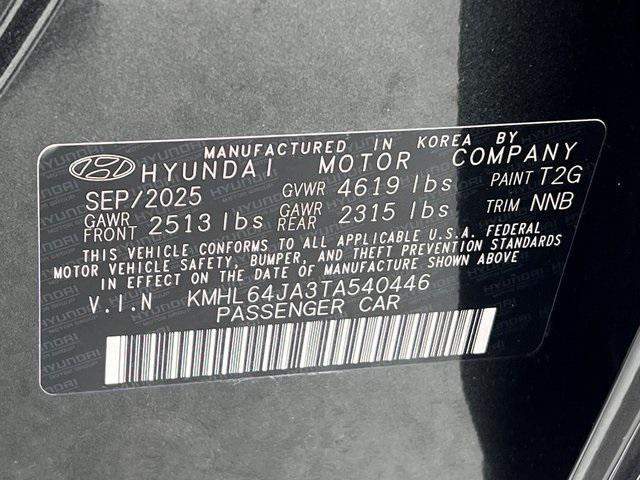 MANUFACTURED IN KOREA BY
HYUNDAI MOTOR COMPANY
SEP/2025 GVWR 4619 lbs PAINT T2G
GAWR FRONT 2513 lbs GAWR REAR 2315 lbs TRIM NNB
THIS VEHICLE CONFORMS TO ALL APPLICABLE U.S.A. FEDERAL
MOTOR VEHICLE SAFETY, BUMPER, AND THEFT PREVENTION STANDARDS
IN EFFECT ON THE DATE OF MANUFACTURE SHOWN ABOVE
V.I.N KMHL64JA3TA540446
PASSENGER CAR